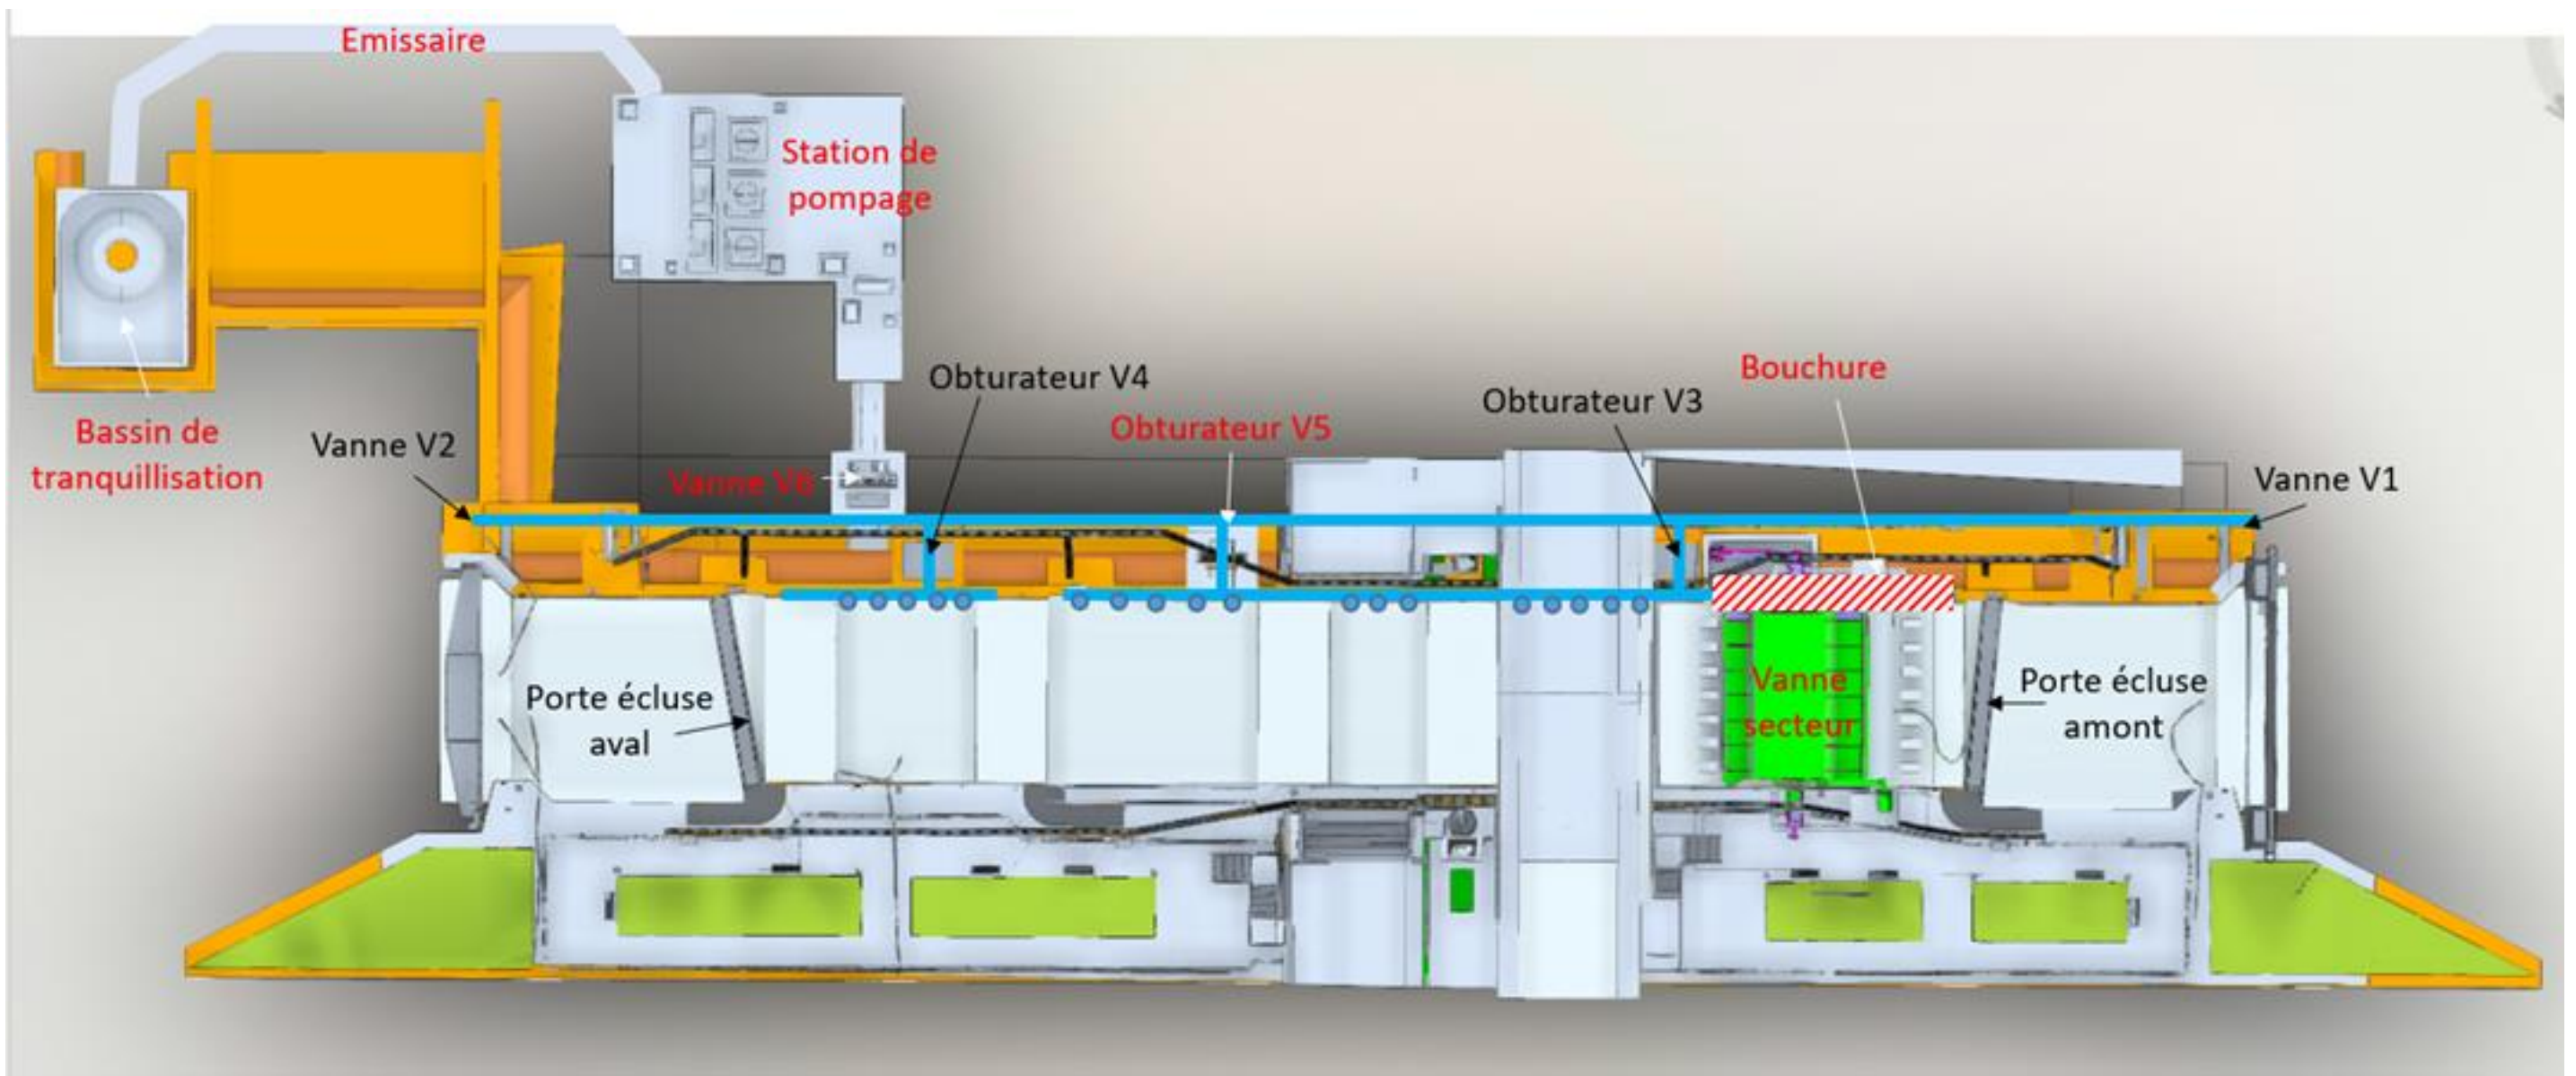 Emissaire
Station de
pompage
Obturateur V4
Bouchure
Obturateur V3
Obturateur V5
Bassin de
tranquillisation
Vanne V2
Vanne V6
Vanne V1
Porte écluse
aval
Vanne
secteur
Porte écluse
amont